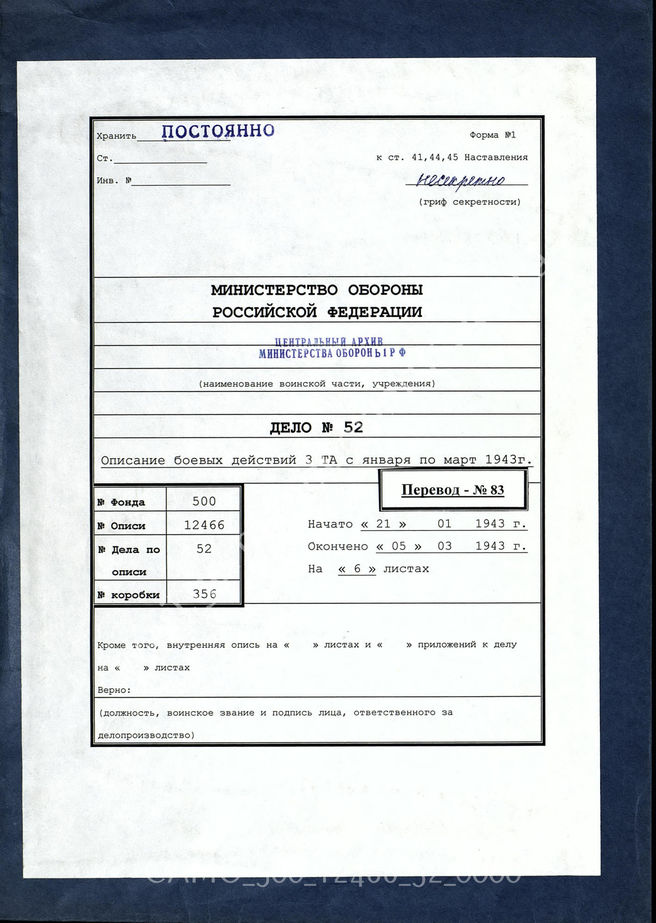 Хранить ПОСТОЯННО Форма №1
Ст. к ст. 41,44,45 Наставления
Инв. № несекретно
(гриф секретности)
МИНИСТЕРСТВО ОБОРОНЫ
РОССИЙСКОЙ ФЕДЕРАЦИИ
ЦЕНТРАЛЬНЫЙ АРХИВ
МИНИСТЕРСТВА ОБОРОНЫ РФ
(наименование воинской части, учреждения)
ДЕЛО № 52
Описание боевых действий 3 ТА с января по март 1943г.
Перевод - № 83
№ Фонда 500
№ Описи 12466
№ Дела по описи 52
№ коробки 356
Начато « 21 » 01 1943 г.
Окончено « 05 » 03 1943 г.
На « 6 » листах
Кроме того, внутренняя опись на « » листах и « » приложений к делу
на « » листах
Верно:
(должность, воинское звание и подпись лица, ответственного за
делопроизводство)
ЦАМО_500_12466_52_0000